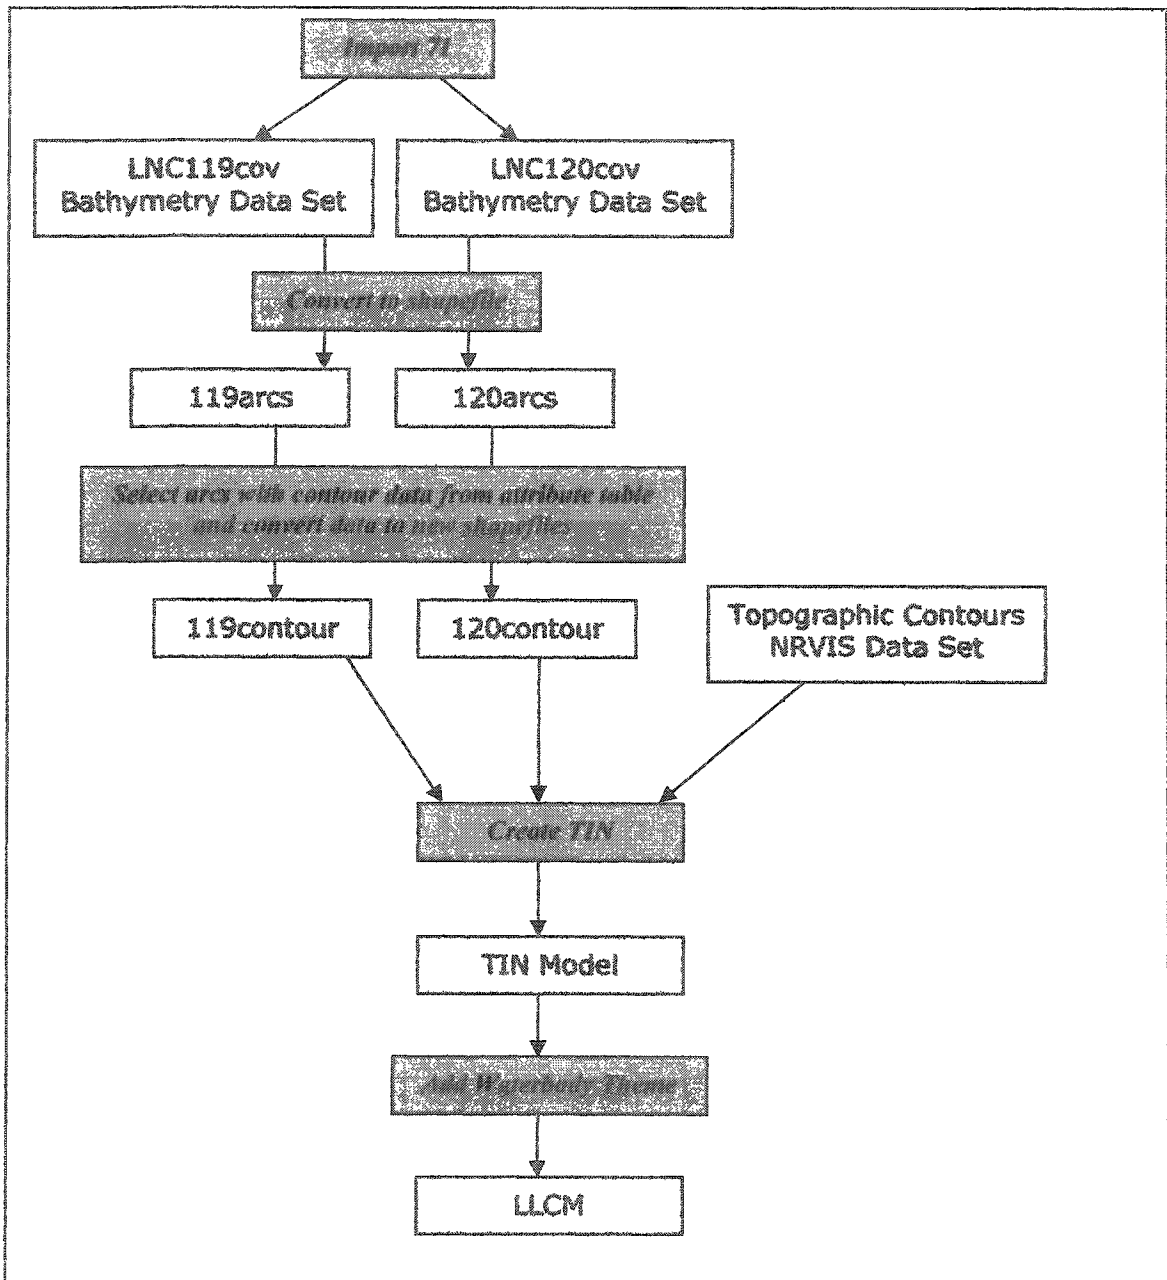 Import 71
LNC119cov
Bathymetry Data Set
LNC120cov
Bathymetry Data Set
Convert to shapefile
119arcs
120arcs
Select arcs with contour data from attribute table
and convert data to new shapefiles
119contour
120contour
Topographic Contours
NRVIS Data Set
Create TIN
TIN Model
Add Waterbody Theme
LLCM